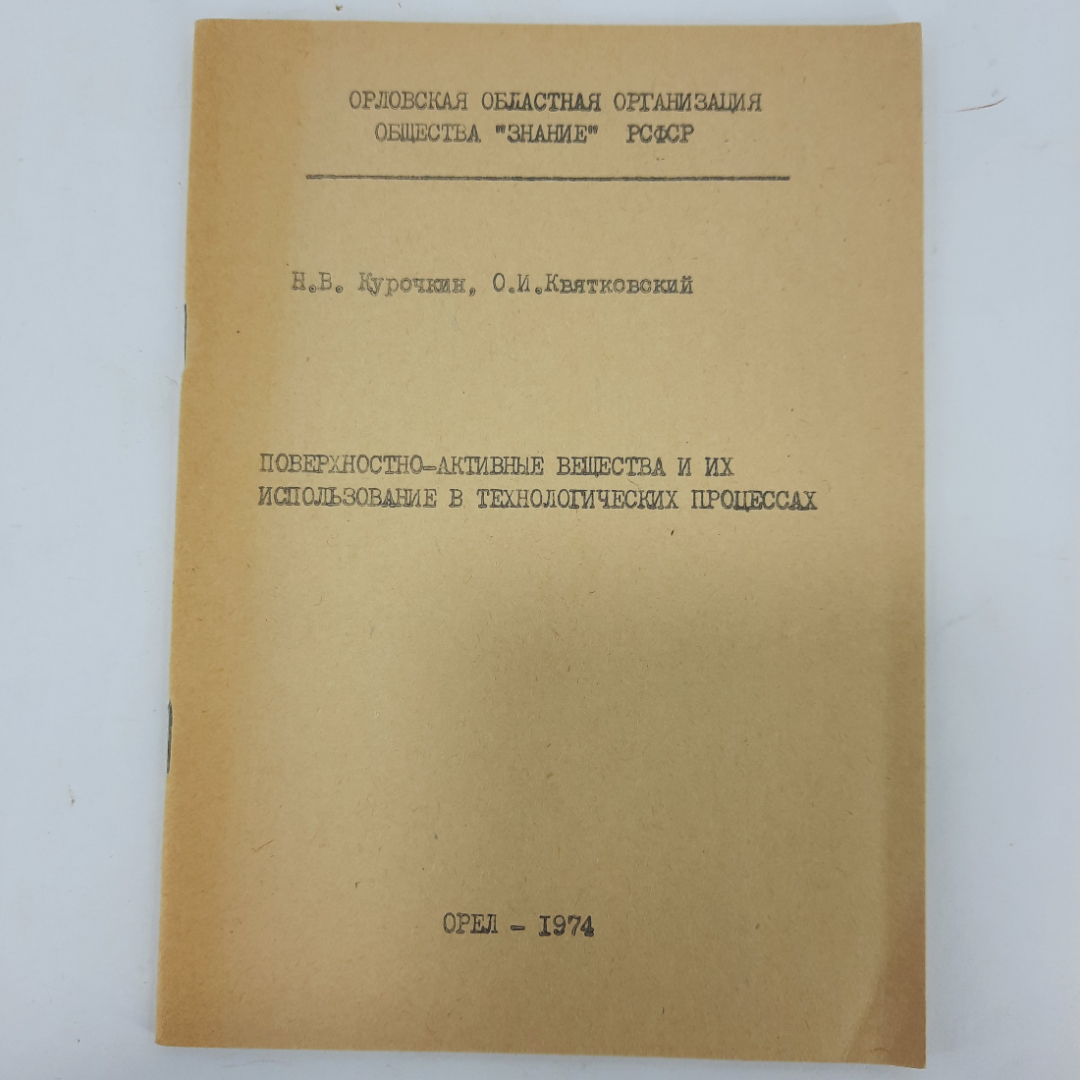 ОРЛОВСКАЯ ОБЛАСТНАЯ ОРГАНИЗАЦИЯ
ОБЩЕСТВА "ЗНАНИЕ" РСФСР
Н.В. Курочкин, О.И.Квятковский
ПОВЕРХНОСТНО-АКТИВНЫЕ ВЕЩЕСТВА И ИХ
ИСПОЛЬЗОВАНИЕ В ТЕХНОЛОГИЧЕСКИХ ПРОЦЕССАХ
ОРЕЛ - 1974